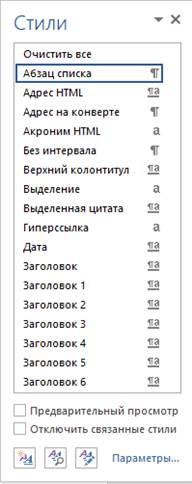 Стили
Очистить все
Абзац списка ¶
Адрес HTML ¶a
Адрес на конверте ¶
Акроним HTML a
Без интервала ¶
Верхний колонтитул ¶a
Выделение a
Выделенная цитата ¶a
Гиперссылка a
Дата ¶a
Заголовок ¶a
Заголовок 1 ¶a
Заголовок 2 ¶a
Заголовок 3 ¶a
Заголовок 4 ¶a
Заголовок 5 ¶a
Заголовок 6 ¶a
Предварительный просмотр
Отключить связанные стили
Параметры...